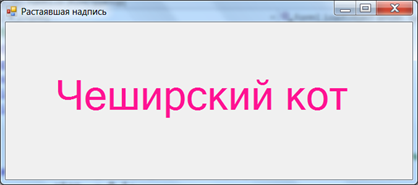 Растаявшая надпись
Чеширский кот